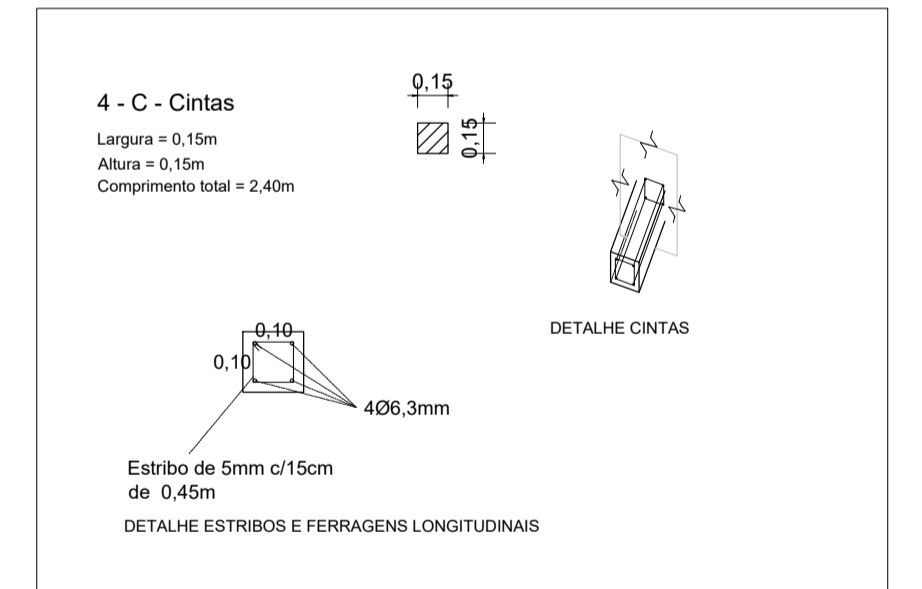 0,15
4 - C - Cintas
0,15
Largura = 0,15m
Altura = 0,15m
Comprimento total = 2,40m
DETALHE CINTAS
0,10
0,10
4Ø6,3mm
Estribo de 5mm c/15cm
de 0,45m
DETALHE ESTRIBOS E FERRAGENS LONGITUDINAIS